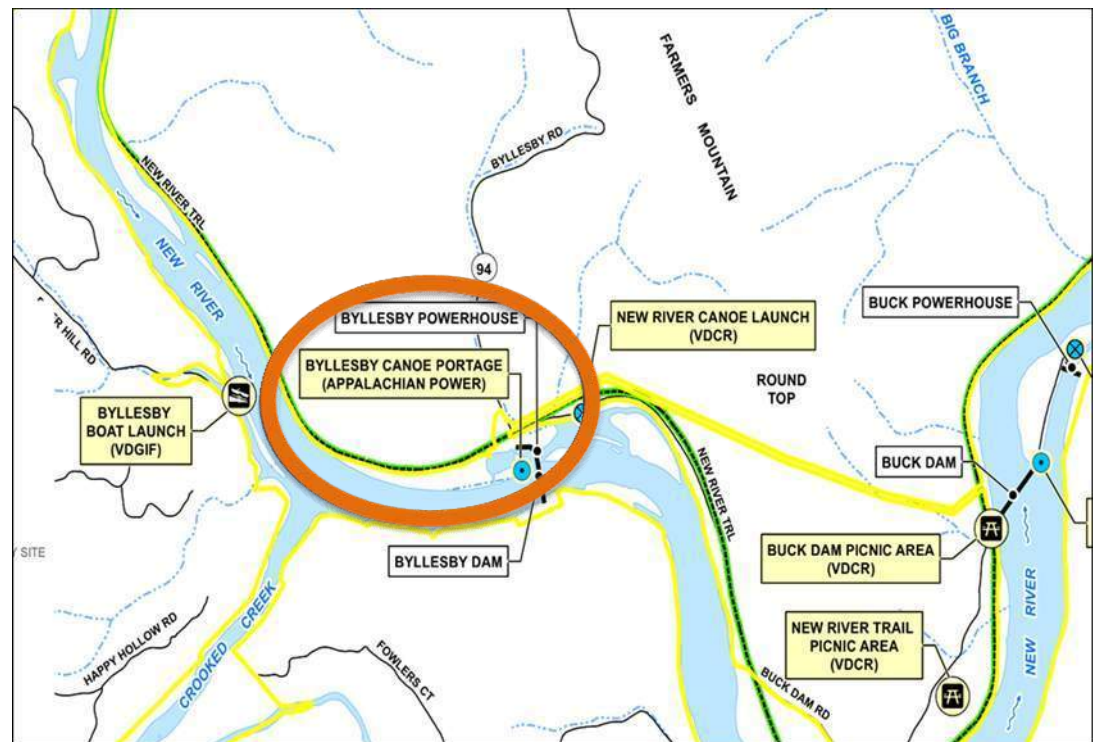 BIG BRANCH
FARMERS
MOUNTAIN
BYLLESBY RD
NEW RIVER TRL
NEW RIVER
94
BUCK POWERHOUSE
BYLLESBY POWERHOUSE
NEW RIVER CANOE LAUNCH
(VDCR)
HILL RD
BYLLESBY CANOE PORTAGE
(APPALACHIAN POWER)
ROUND
TOP
BYLLESBY
BOAT LAUNCH
(VDGIF)
BUCK DAM
NEW RIVER TRL
SITE
BYLLESBY DAM
BUCK DAM PICNIC AREA
(VDCR)
CROOKED CREEK
HAPPY HOLLOW RD
FOWLERS CT
NEW RIVER TRAIL
PICNIC AREA
(VDCR)
NEW RIVER
BUCK DAM RD